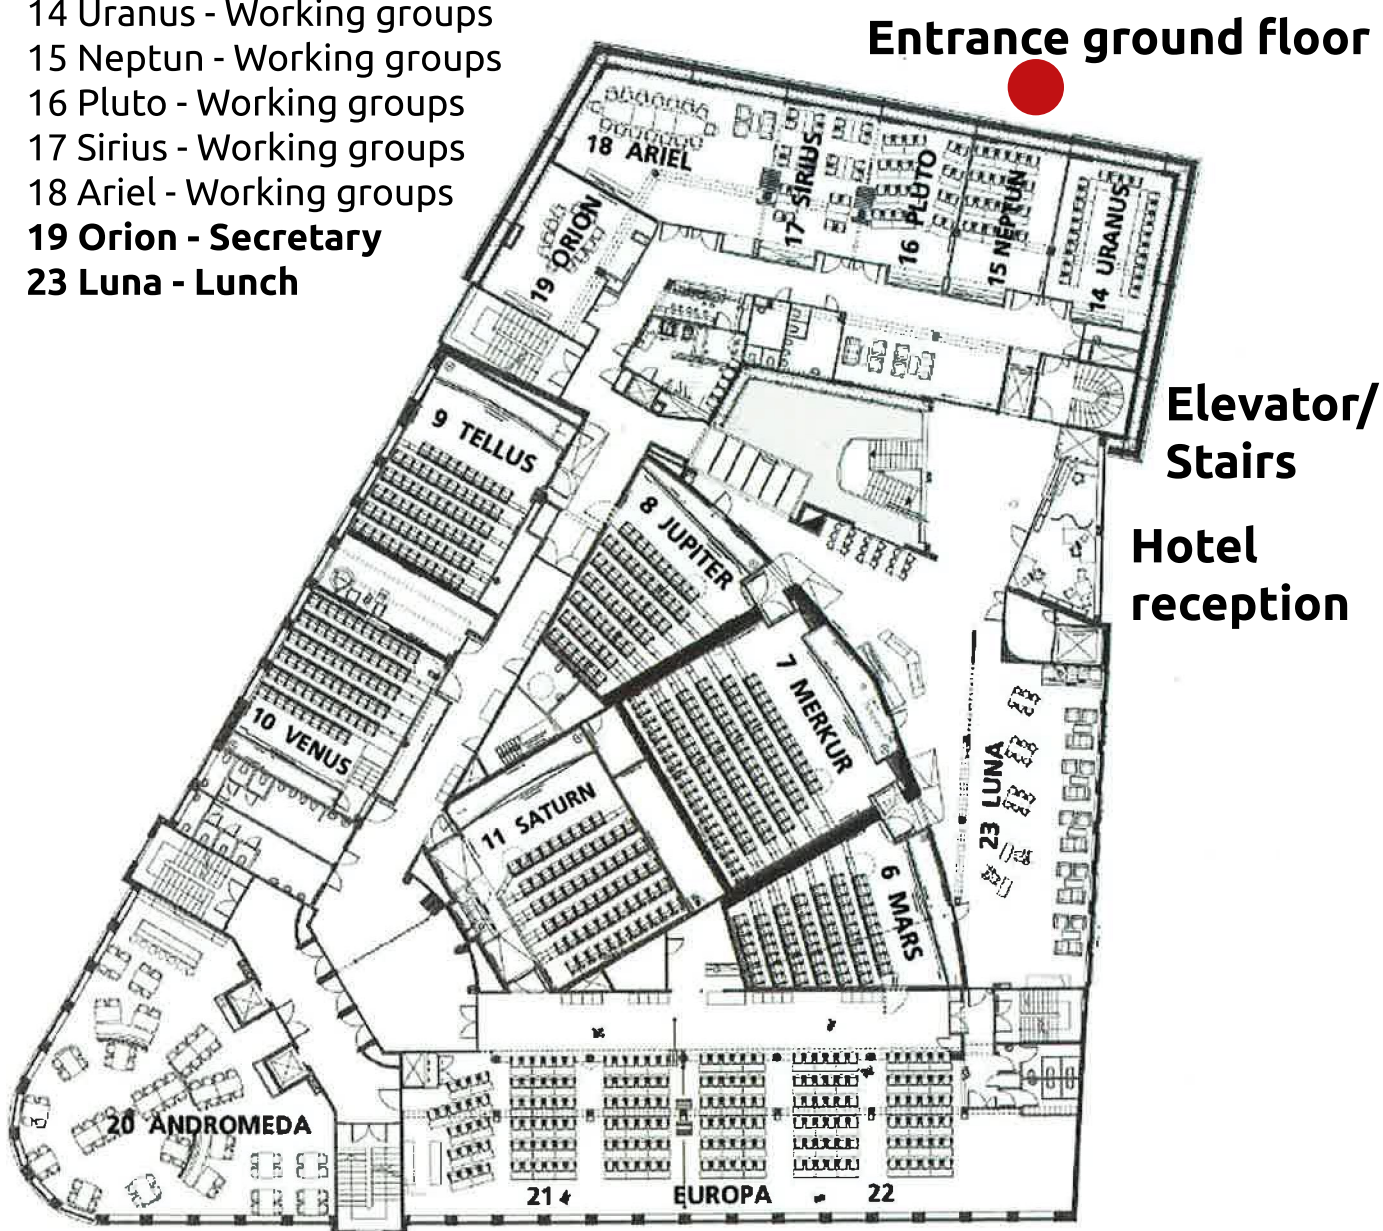 14 Uranus - Working groups
15 Neptun - Working groups
16 Pluto - Working groups
17 Sirius - Working groups
18 Ariel - Working groups
19 Orion - Secretary
23 Luna - Lunch
Entrance ground floor
18 ARIEL
17 SIRIUS
16 PLUTO
15 NEPTUN
14 URANUS
19 ORION
Elevator/
Stairs
Hotel
reception
9 TELLUS
8 JUPITER
7 MERKUR
10 VENUS
11 SATURN
6 MARS
23 LUNA
20 ANDROMEDA
21 EUROPA 22